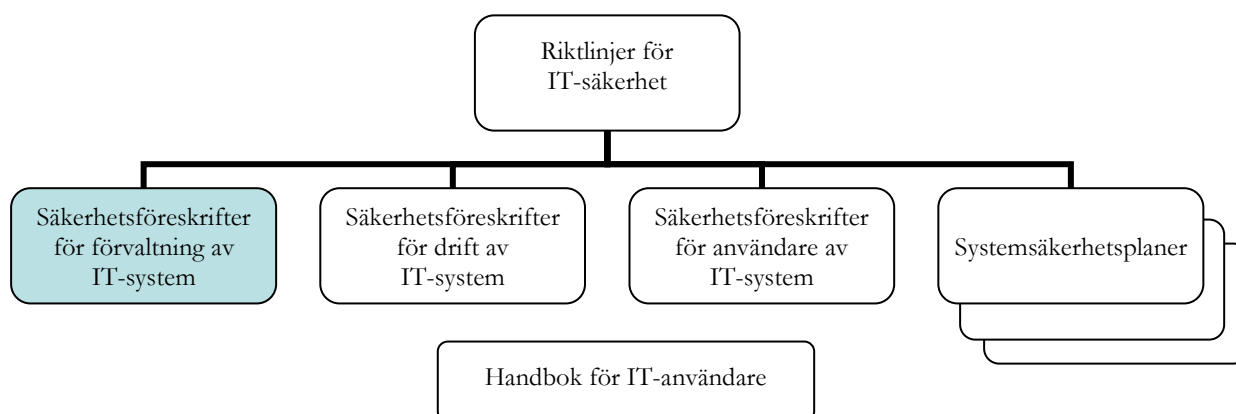 Riktlinjer för
IT-säkerhet
Säkerhetsföreskrifter
för förvaltning av
IT-system
Säkerhetsföreskrifter
för drift av
IT-system
Säkerhetsföreskrifter
för användare av
IT-system
Systemsäkerhetsplaner
Handbok för IT-användare